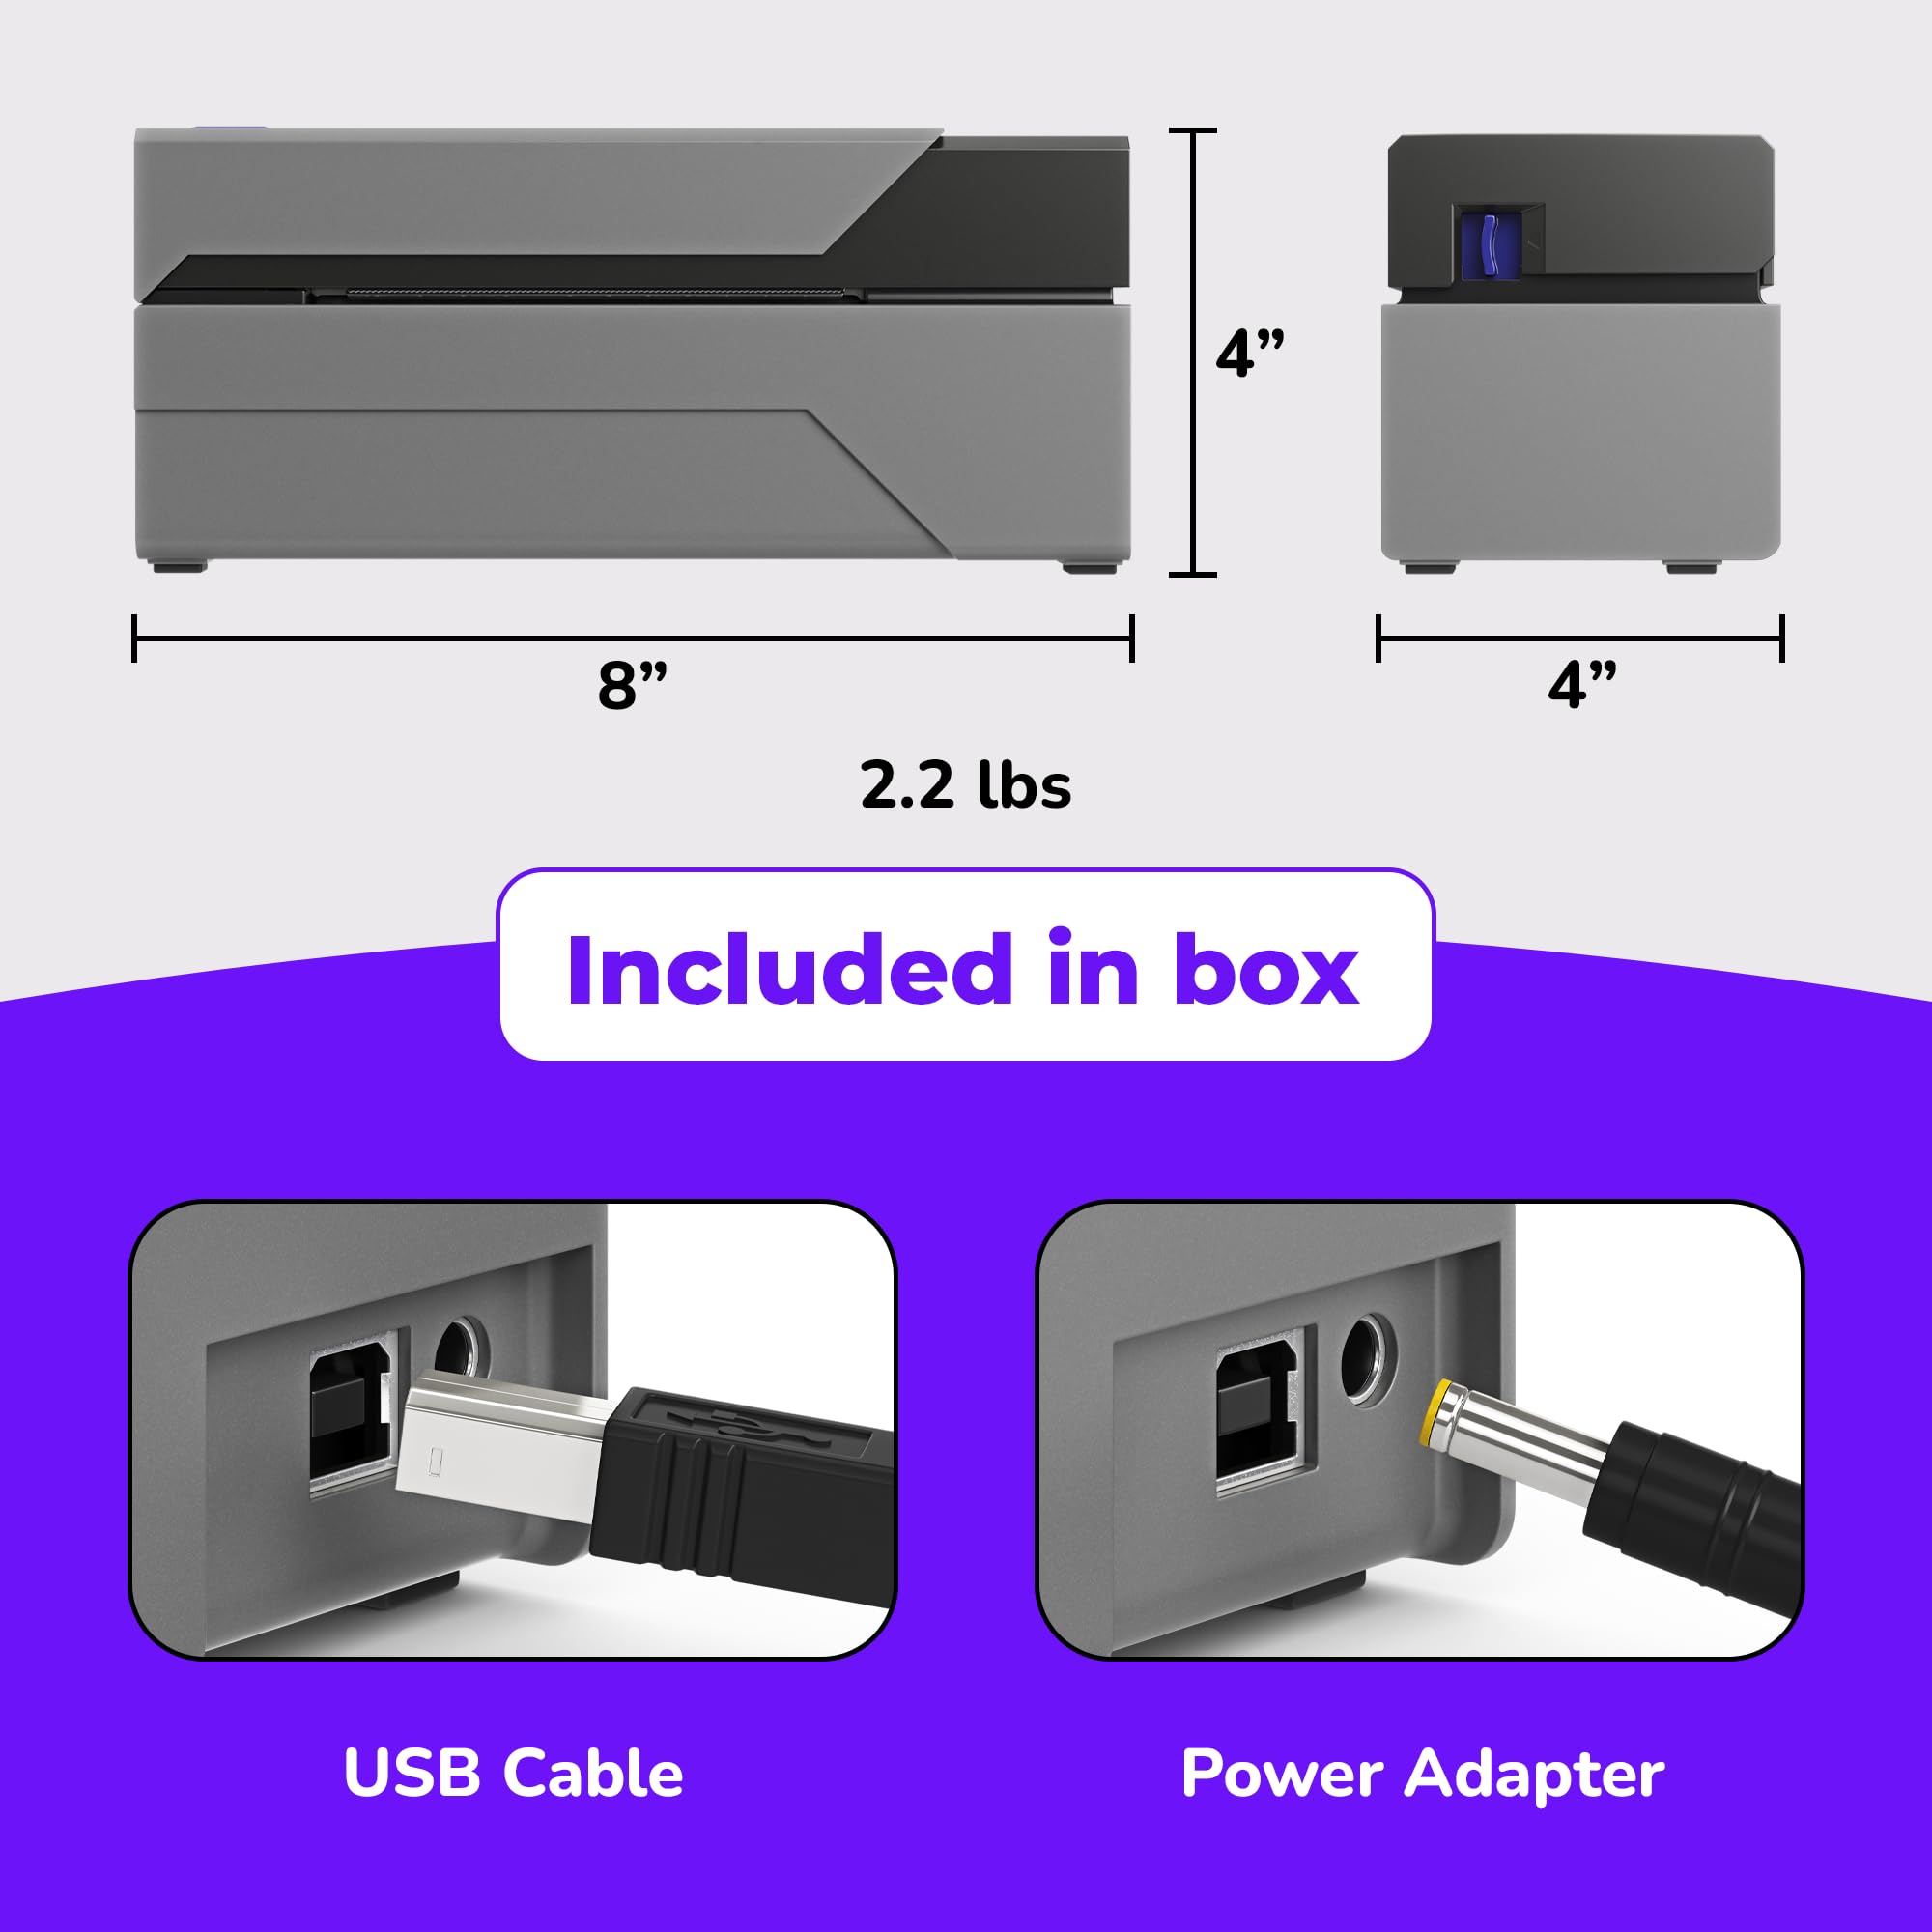 4”
8”
4”
2.2 lbs
Included in box
USB Cable
Power Adapter